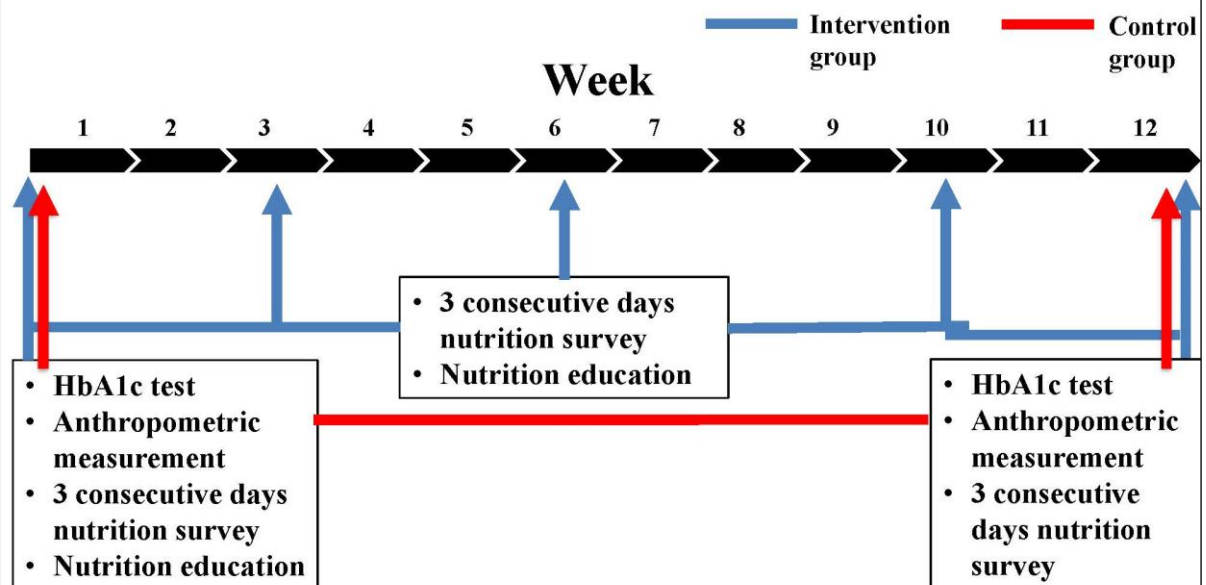 Intervention
group
Control
group
Week
1 2 3 4 5 6 7 8 9 10 11 12
• 3 consecutive days
nutrition survey
• Nutrition education
• HbA1c test
• Anthropometric
measurement
• 3 consecutive days
nutrition survey
• Nutrition education
• HbA1c test
• Anthropometric
measurement
• 3 consecutive
days nutrition
survey